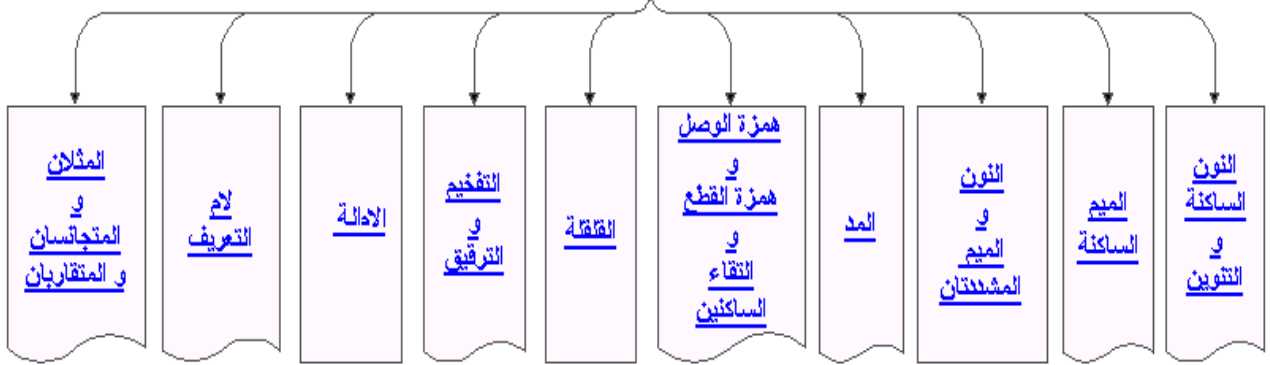 النون
الساكنة
و
التنوين
الميم
الساكنة
النون
و
الميم
المشددتان
المد
همزة الوصل
و
همزة القطع
و
التقاء
الساكنين
القلقلة
التفخيم
و
الترقيق
الامالة
لام
التعريف
المثلان
و
المتجانسان
و المتقاربان